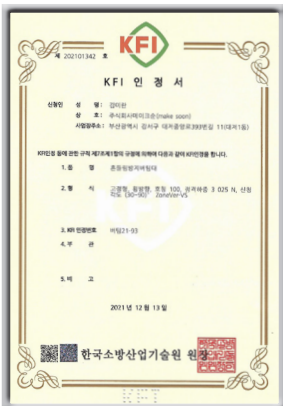 KFI
제 202101342 호
KFI 인 정 서
신청인 성 명: 김미란
상 호: 주식회사메이크순(make soon)
사업장주소: 부산광역시 강서구 대저중앙로393번길 11(대저1동)
KFI인정 등에 관한 규칙 제7조제1항의 규정에 의하여 다음과 같이 KFI인정을 합니다.
1. 품 명 흔들림방지버팀대
2. 형 식 고정형, 횡방향, 호칭 100, 정격하중 3 025 N, 설치
각도 (30~90)° ZoneVer-VS
3. KFI 인정번호 버팀21-93
4. 부 관
5. 비 고
2021 년 12 월 13 일
한국소방산업기술원 원장
KFI